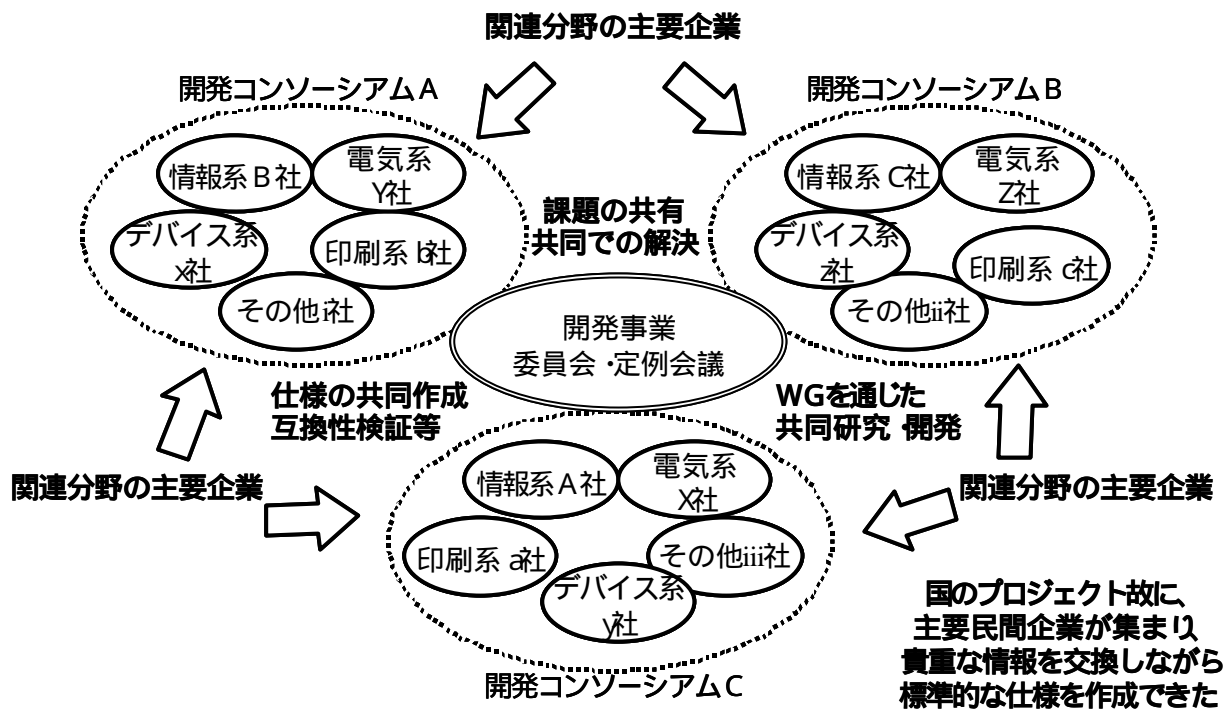 関連分野の主要企業
開発コンソーシアムA
開発コンソーシアムB
情報系B社
電気系
Y社
デバイス系
x社
印刷系b社
その他i社
課題の共有
共同での解決
情報系C社
電気系
Z社
デバイス系
z社
印刷系c社
その他ii社
開発事業
委員会・定例会議
仕様の共同作成
互換性検証等
WGを通じた
共同研究・開発
関連分野の主要企業
関連分野の主要企業
情報系A社
電気系
X社
印刷系a社
その他iii社
デバイス系
y社
開発コンソーシアムC
国のプロジェクト故に、
主要民間企業が集まり、
貴重な情報を交換しながら
標準的な仕様を作成できた